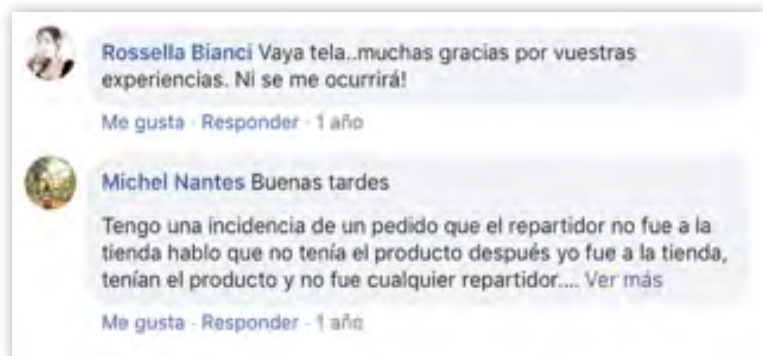 Rossella Bianci Vaya tela..muchas gracias por vuestras
experiencias. Ni se me ocurrirá!
Me gusta · Responder · 1 año
Michel Nantes Buenas tardes
Tengo una incidencia de un pedido que el repartidor no fue a la
tienda hablo que no tenía el producto después yo fue a la tienda,
tenían el producto y no fue cualquier repartidor.... Ver más
Me gusta · Responder · 1 año